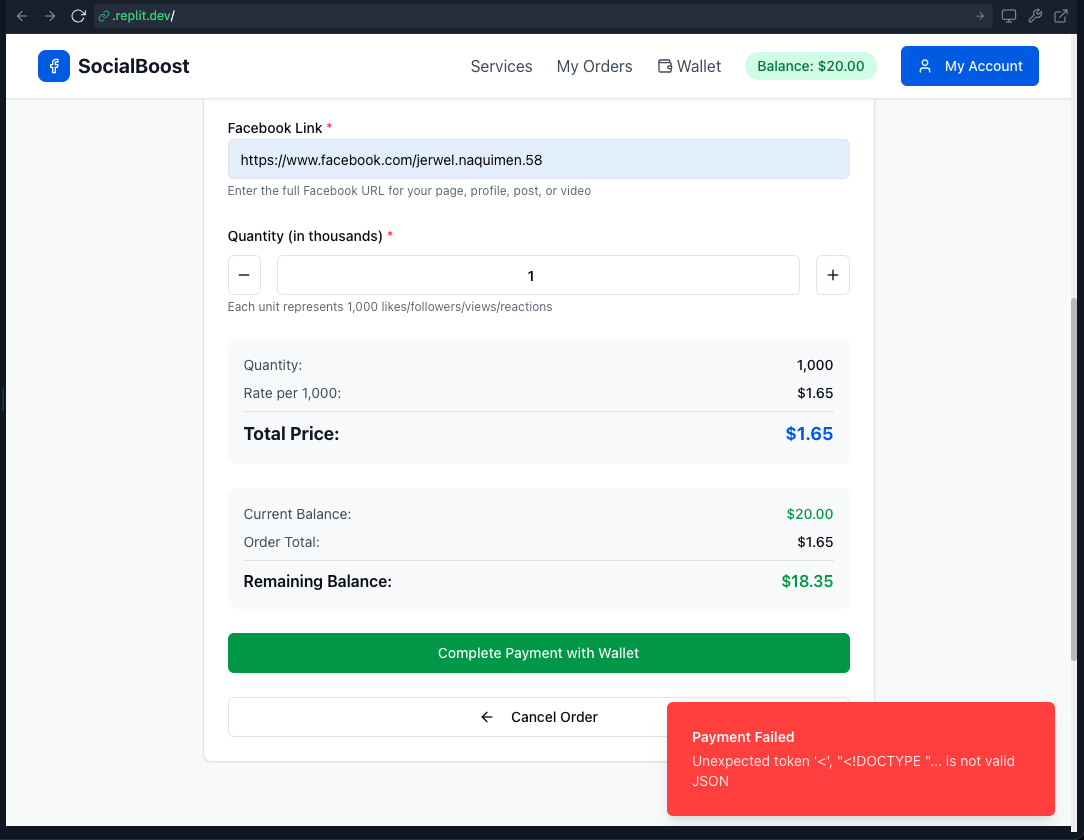 .replit.dev/
SocialBoost
Services
My Orders
Wallet
Balance: $20.00
My Account
Facebook Link *
https://www.facebook.com/jerwel.naquimen.58
Enter the full Facebook URL for your page, profile, post, or video
Quantity (in thousands) *
1
Each unit represents 1,000 likes/followers/views/reactions
Quantity: 1,000
Rate per 1,000: $1.65
Total Price: $1.65
Current Balance: $20.00
Order Total: $1.65
Remaining Balance: $18.35
Complete Payment with Wallet
Cancel Order
Payment Failed
Unexpected token '<', "<!DOCTYPE "... is not valid
JSON